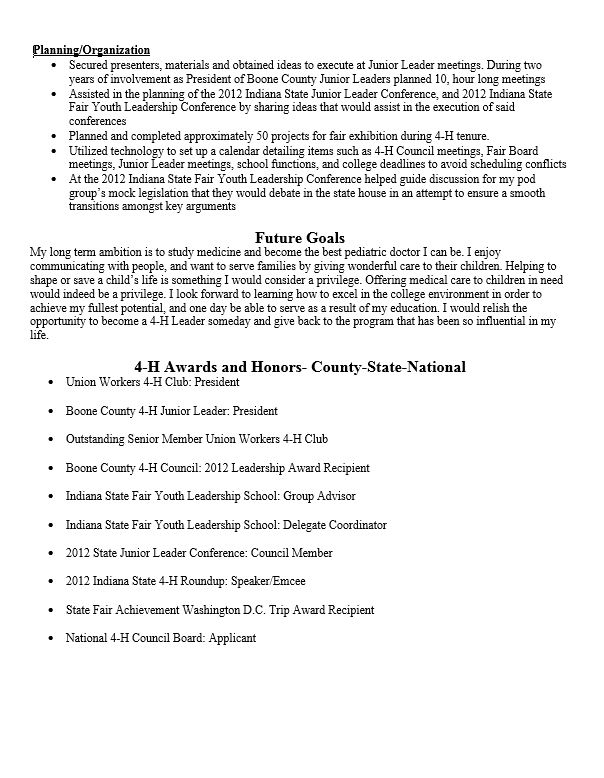 Planning/Organization
• Secured presenters, materials and obtained ideas to execute at Junior Leader meetings. During two
years of involvement as President of Boone County Junior Leaders planned 10, hour long meetings
• Assisted in the planning of the 2012 Indiana State Junior Leader Conference, and 2012 Indiana State
Fair Youth Leadership Conference by sharing ideas that would assist in the execution of said
conferences
• Planned and completed approximately 50 projects for fair exhibition during 4-H tenure.
• Utilized technology to set up a calendar detailing items such as 4-H Council meetings, Fair Board
meetings, Junior Leader meetings, school functions, and college deadlines to avoid scheduling conflicts
• At the 2012 Indiana State Fair Youth Leadership Conference helped guide discussion for my pod
group's mock legislation that they would debate in the state house in an attempt to ensure a smooth
transitions amongst key arguments
Future Goals
My long term ambition is to study medicine and become the best pediatric doctor I can be. I enjoy
communicating with people, and want to serve families by giving wonderful care to their children. Helping to
shape or save a child's life is something I would consider a privilege. Offering medical care to children in need
would indeed be a privilege. I look forward to learning how to excel in the college environment in order to
achieve my fullest potential, and one day be able to serve as a result of my education. I would relish the
opportunity to become a 4-H Leader someday and give back to the program that has been so influential in my
life.
4-H Awards and Honors- County-State-National
• Union Workers 4-H Club: President
• Boone County 4-H Junior Leader: President
• Outstanding Senior Member Union Workers 4-H Club
• Boone County 4-H Council: 2012 Leadership Award Recipient
• Indiana State Fair Youth Leadership School: Group Advisor
• Indiana State Fair Youth Leadership School: Delegate Coordinator
• 2012 State Junior Leader Conference: Council Member
• 2012 Indiana State 4-H Roundup: Speaker/Emcee
• State Fair Achievement Washington D.C. Trip Award Recipient
• National 4-H Council Board: Applicant